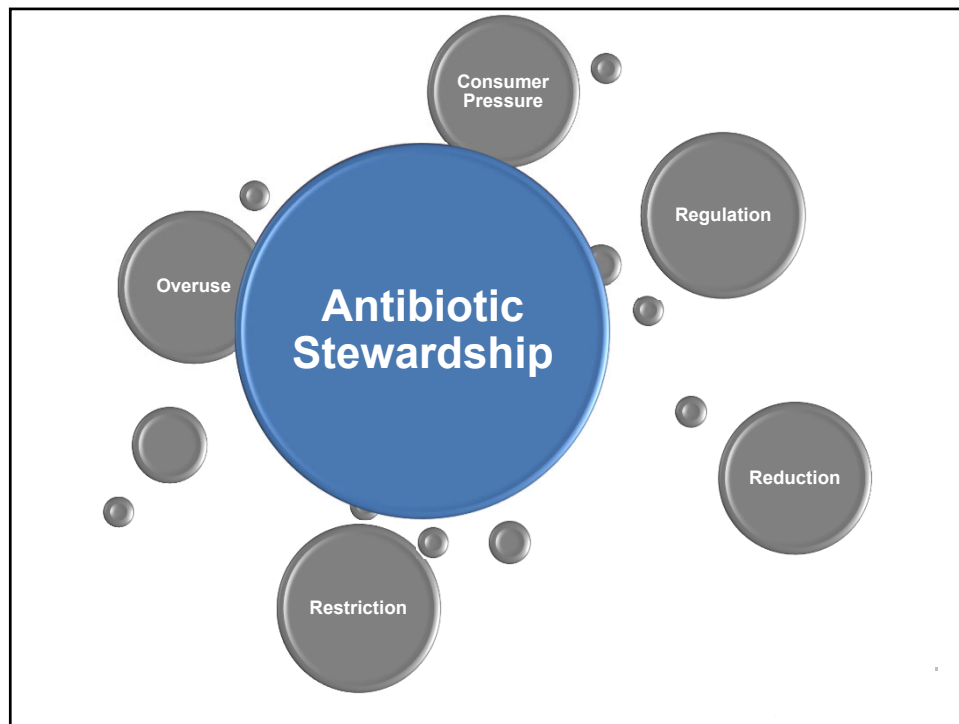 Consumer
Pressure
Regulation
Overuse
Antibiotic
Stewardship
Reduction
Restriction